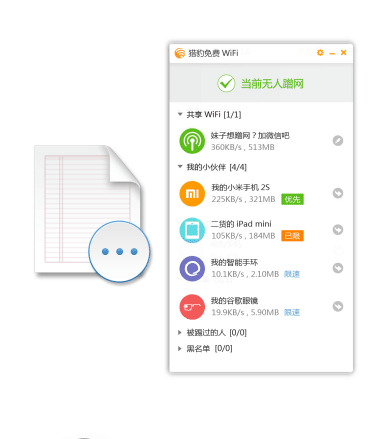 猎豹免费 WiFi
当前无人蹭网
共享 WiFi [1/1]
妹子想蹭网？加微信吧
360KB/s , 513MB
我的小伙伴 [4/4]
我的小米手机 2S
225KB/s , 321MB 优先
二货的 iPad mini
105KB/s , 184MB 已限
我的智能手环
10.1KB/s , 2.10MB 限速
我的谷歌眼镜
19.9KB/s , 5.90MB 限速
被踢过的人 [0/0]
黑名单 [0/0]